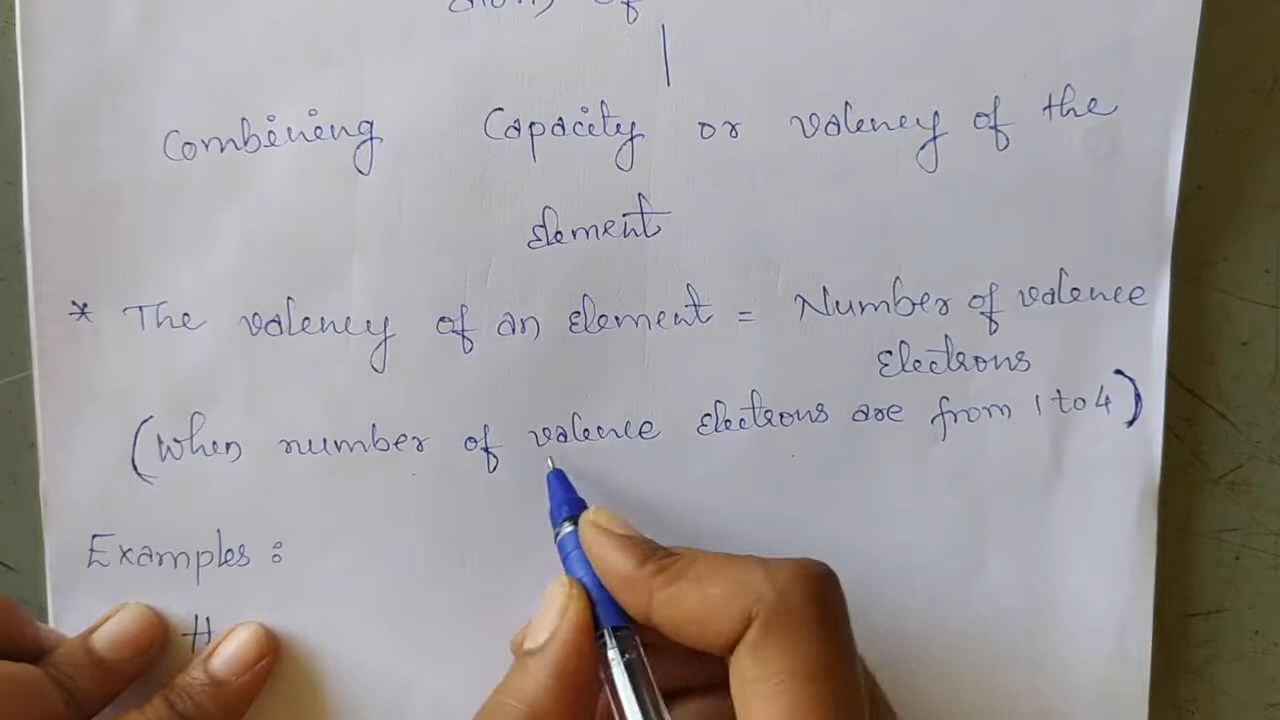 of
Combining Capacity or valency of the
element
* The valency of an element = Number of valence
Electrons
(when number of valence electrons are from 1 to 4)
Examples :
H